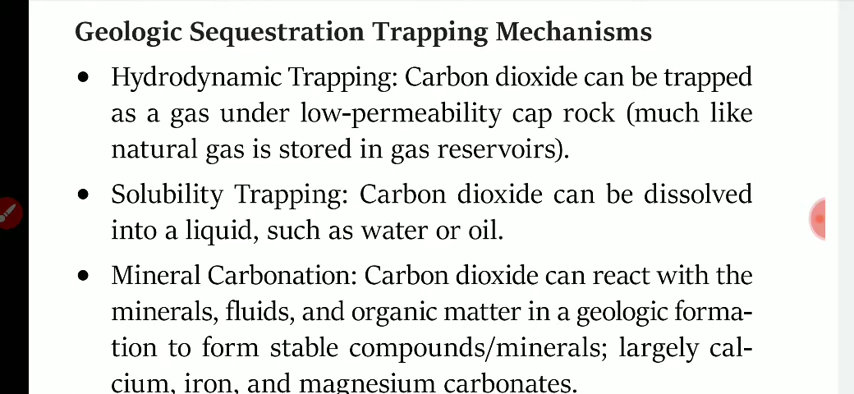 Geologic Sequestration Trapping Mechanisms
• Hydrodynamic Trapping: Carbon dioxide can be trapped
as a gas under low-permeability cap rock (much like
natural gas is stored in gas reservoirs).
• Solubility Trapping: Carbon dioxide can be dissolved
into a liquid, such as water or oil.
• Mineral Carbonation: Carbon dioxide can react with the
minerals, fluids, and organic matter in a geologic forma-
tion to form stable compounds/minerals; largely cal-
cium, iron, and magnesium carbonates.